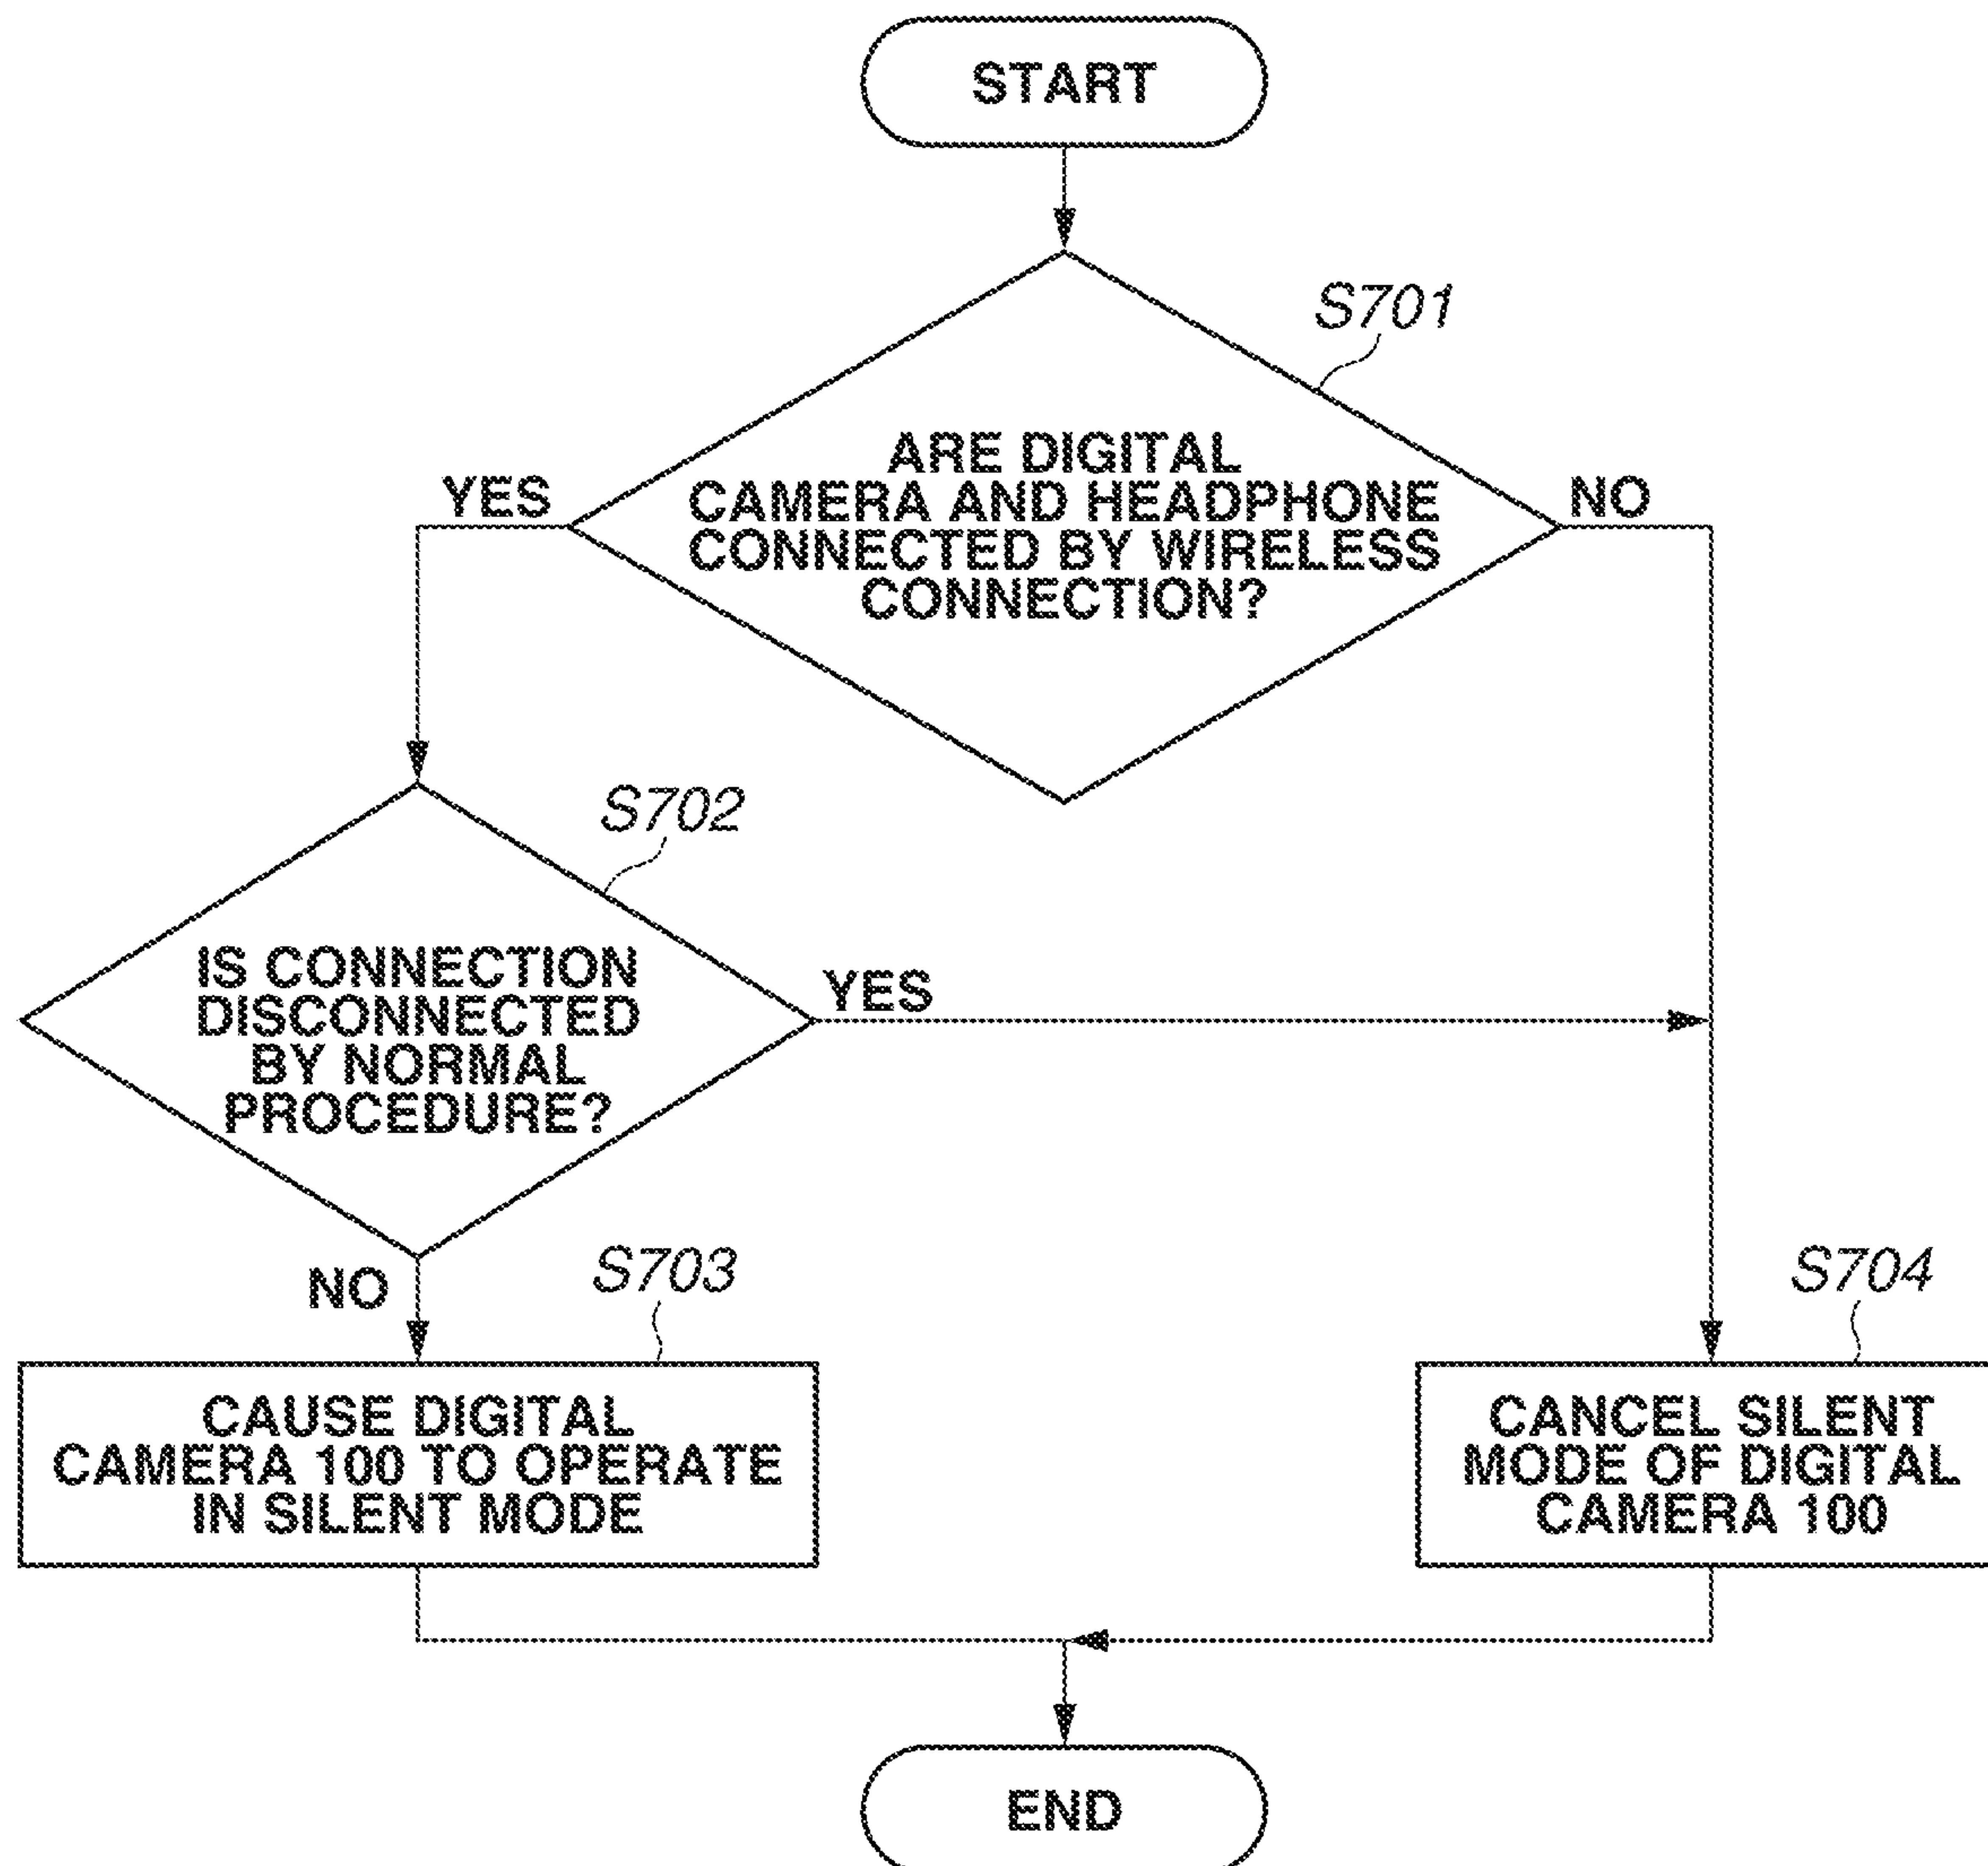 START
S701
ARE DIGITAL
CAMERA AND HEADPHONE
CONNECTED BY WIRELESS
CONNECTION?
YES
NO
S702
IS CONNECTION
DISCONNECTED
BY NORMAL
PROCEDURE?
YES
NO
S703
S704
CAUSE DIGITAL
CAMERA 100 TO OPERATE
IN SILENT MODE
CANCEL SILENT
MODE OF DIGITAL
CAMERA 100
END